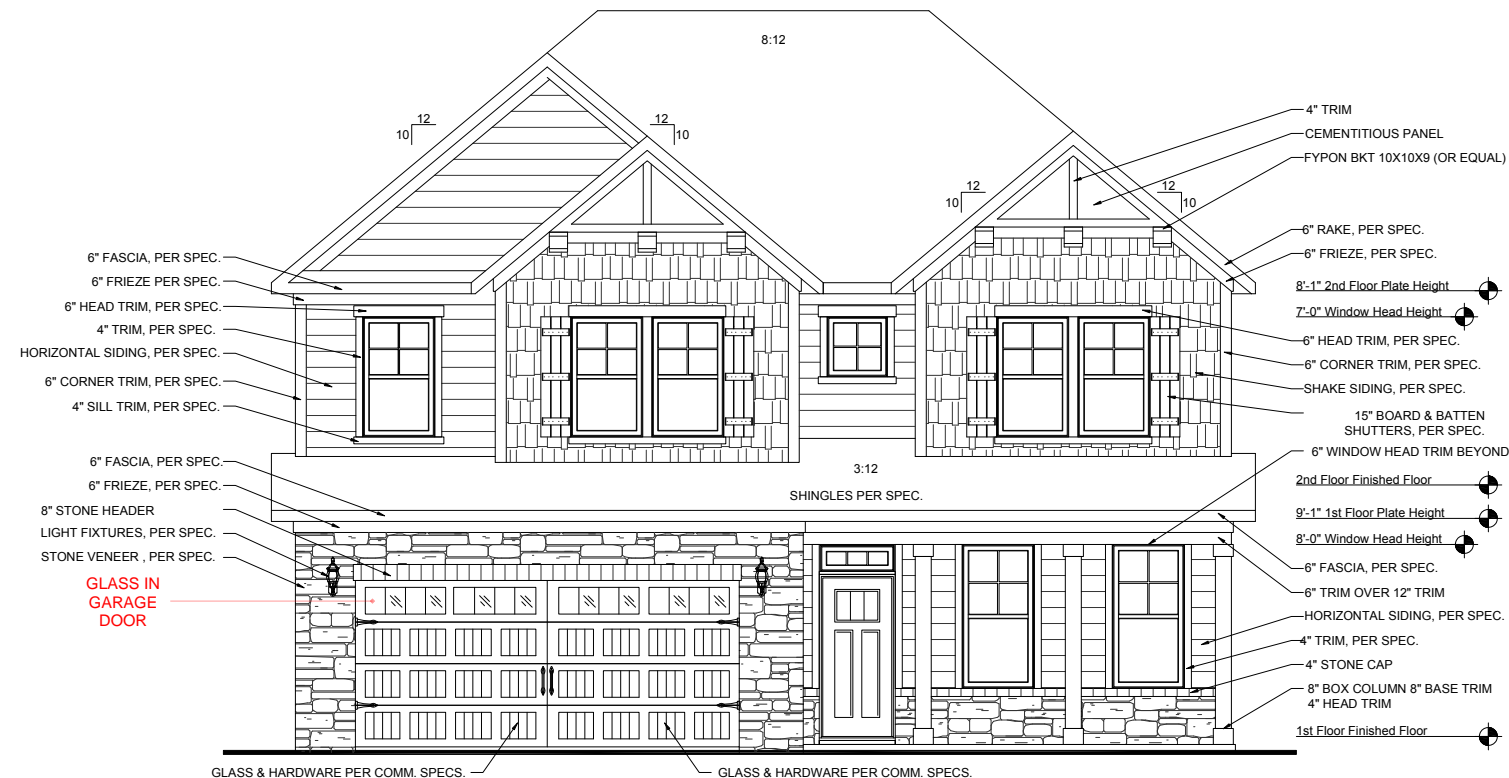 8:12
12
10
12
10
12
10
12
10
4" TRIM
CEMENTITIOUS PANEL
FYPON BKT 10X10X9 (OR EQUAL)
6" RAKE, PER SPEC.
6" FRIEZE, PER SPEC.
8'-1" 2nd Floor Plate Height
7'-0" Window Head Height
6" HEAD TRIM, PER SPEC.
6" CORNER TRIM, PER SPEC.
SHAKE SIDING, PER SPEC.
15" BOARD & BATTEN
SHUTTERS, PER SPEC.
6" WINDOW HEAD TRIM BEYOND
2nd Floor Finished Floor
9'-1" 1st Floor Plate Height
8'-0" Window Head Height
6" FASCIA, PER SPEC.
6" TRIM OVER 12" TRIM
HORIZONTAL SIDING, PER SPEC.
4" TRIM, PER SPEC.
4" STONE CAP
8" BOX COLUMN 8" BASE TRIM
4" HEAD TRIM
1st Floor Finished Floor
6" FASCIA, PER SPEC.
6" FRIEZE PER SPEC.
6" HEAD TRIM, PER SPEC.
4" TRIM, PER SPEC.
HORIZONTAL SIDING, PER SPEC.
6" CORNER TRIM, PER SPEC.
4" SILL TRIM, PER SPEC.
6" FASCIA, PER SPEC.
6" FRIEZE, PER SPEC.
8" STONE HEADER
LIGHT FIXTURES, PER SPEC.
STONE VENEER , PER SPEC.
GLASS IN
GARAGE
DOOR
3:12
SHINGLES PER SPEC.
GLASS & HARDWARE PER COMM. SPECS.
GLASS & HARDWARE PER COMM. SPECS.